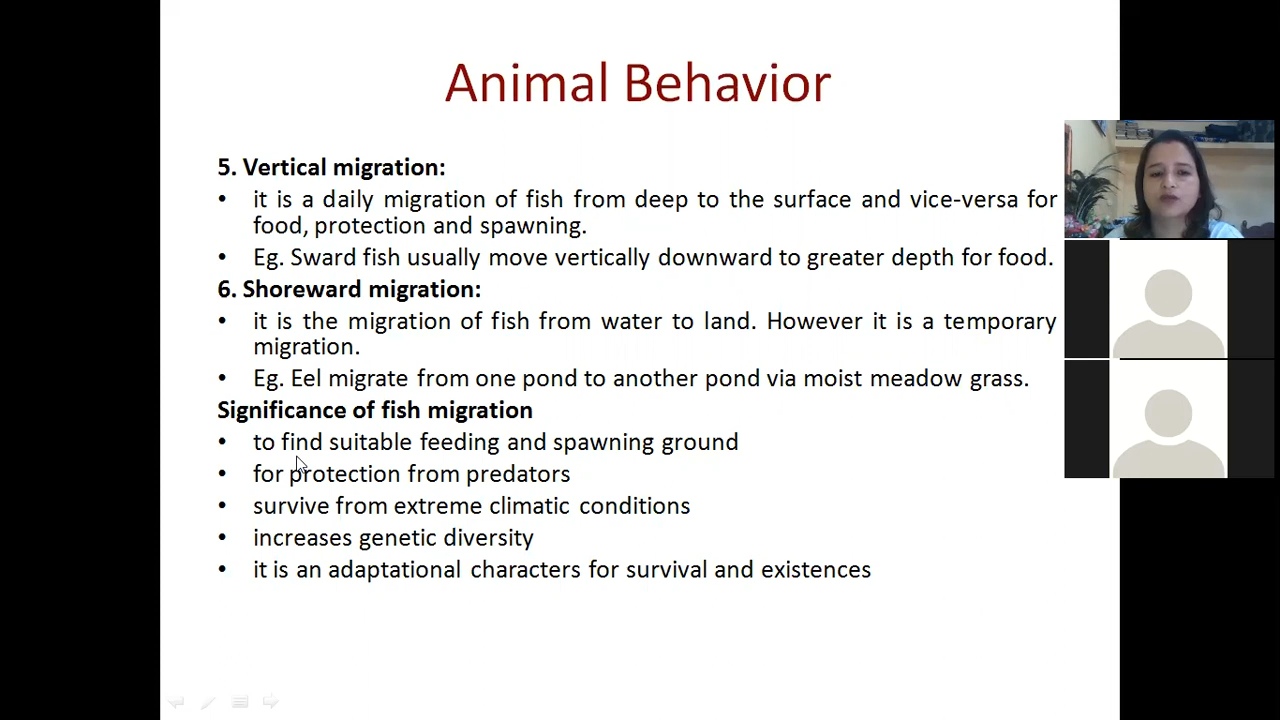 Animal Behavior
5. Vertical migration:
• it is a daily migration of fish from deep to the surface and vice-versa for
food, protection and spawning.
• Eg. Sward fish usually move vertically downward to greater depth for food.
6. Shoreward migration:
• it is the migration of fish from water to land. However it is a temporary
migration.
• Eg. Eel migrate from one pond to another pond via moist meadow grass.
Significance of fish migration
• to find suitable feeding and spawning ground
• for protection from predators
• survive from extreme climatic conditions
• increases genetic diversity
• it is an adaptational characters for survival and existences